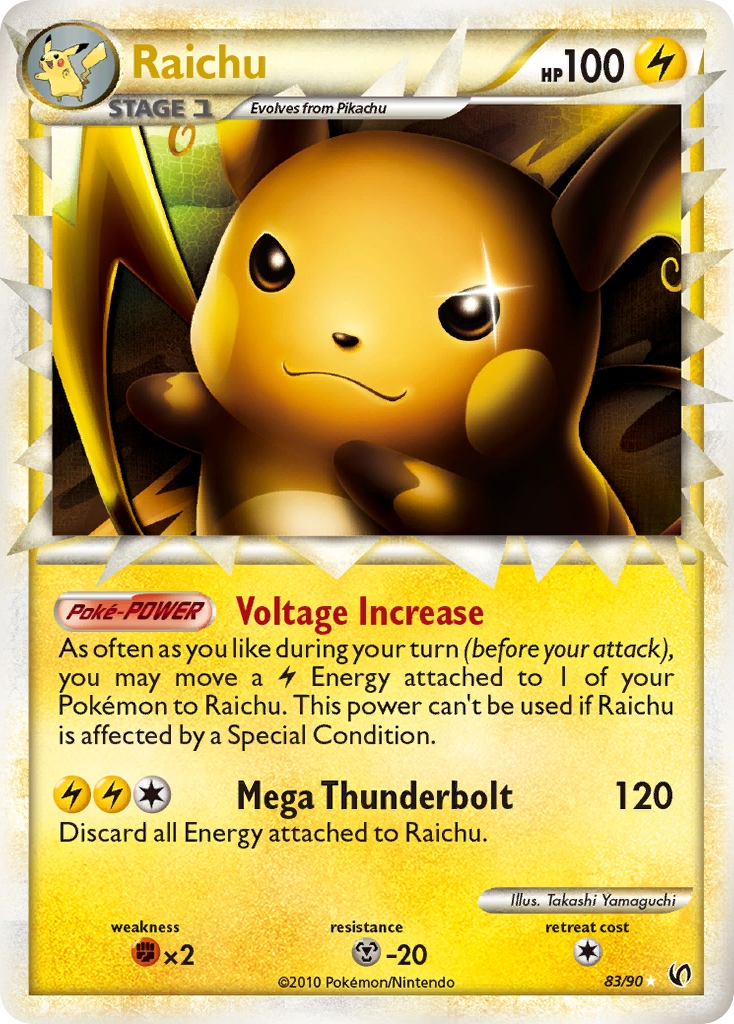 Raichu
HP100
STAGE 1
Evolves from Pikachu
Poké-POWER Voltage Increase
As often as you like during your turn (before your attack),
you may move a Energy attached to 1 of your
Pokémon to Raichu. This power can't be used if Raichu
is affected by a Special Condition.
Mega Thunderbolt 120
Discard all Energy attached to Raichu.
Illus. Takashi Yamaguchi
weakness resistance retreat cost
×2 -20
©2010 Pokémon/Nintendo 83/90